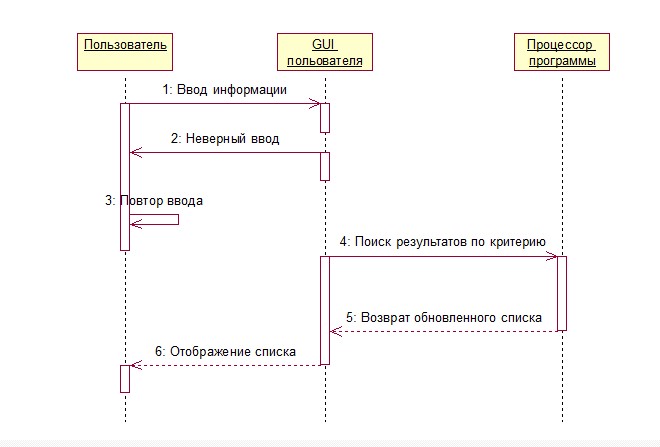 Пользователь
GUI
польователя
Процессор
программы
1: Ввод информации
2: Неверный ввод
3: Повтор ввода
4: Поиск результатов по критерию
5: Возврат обновленного списка
6: Отображение списка